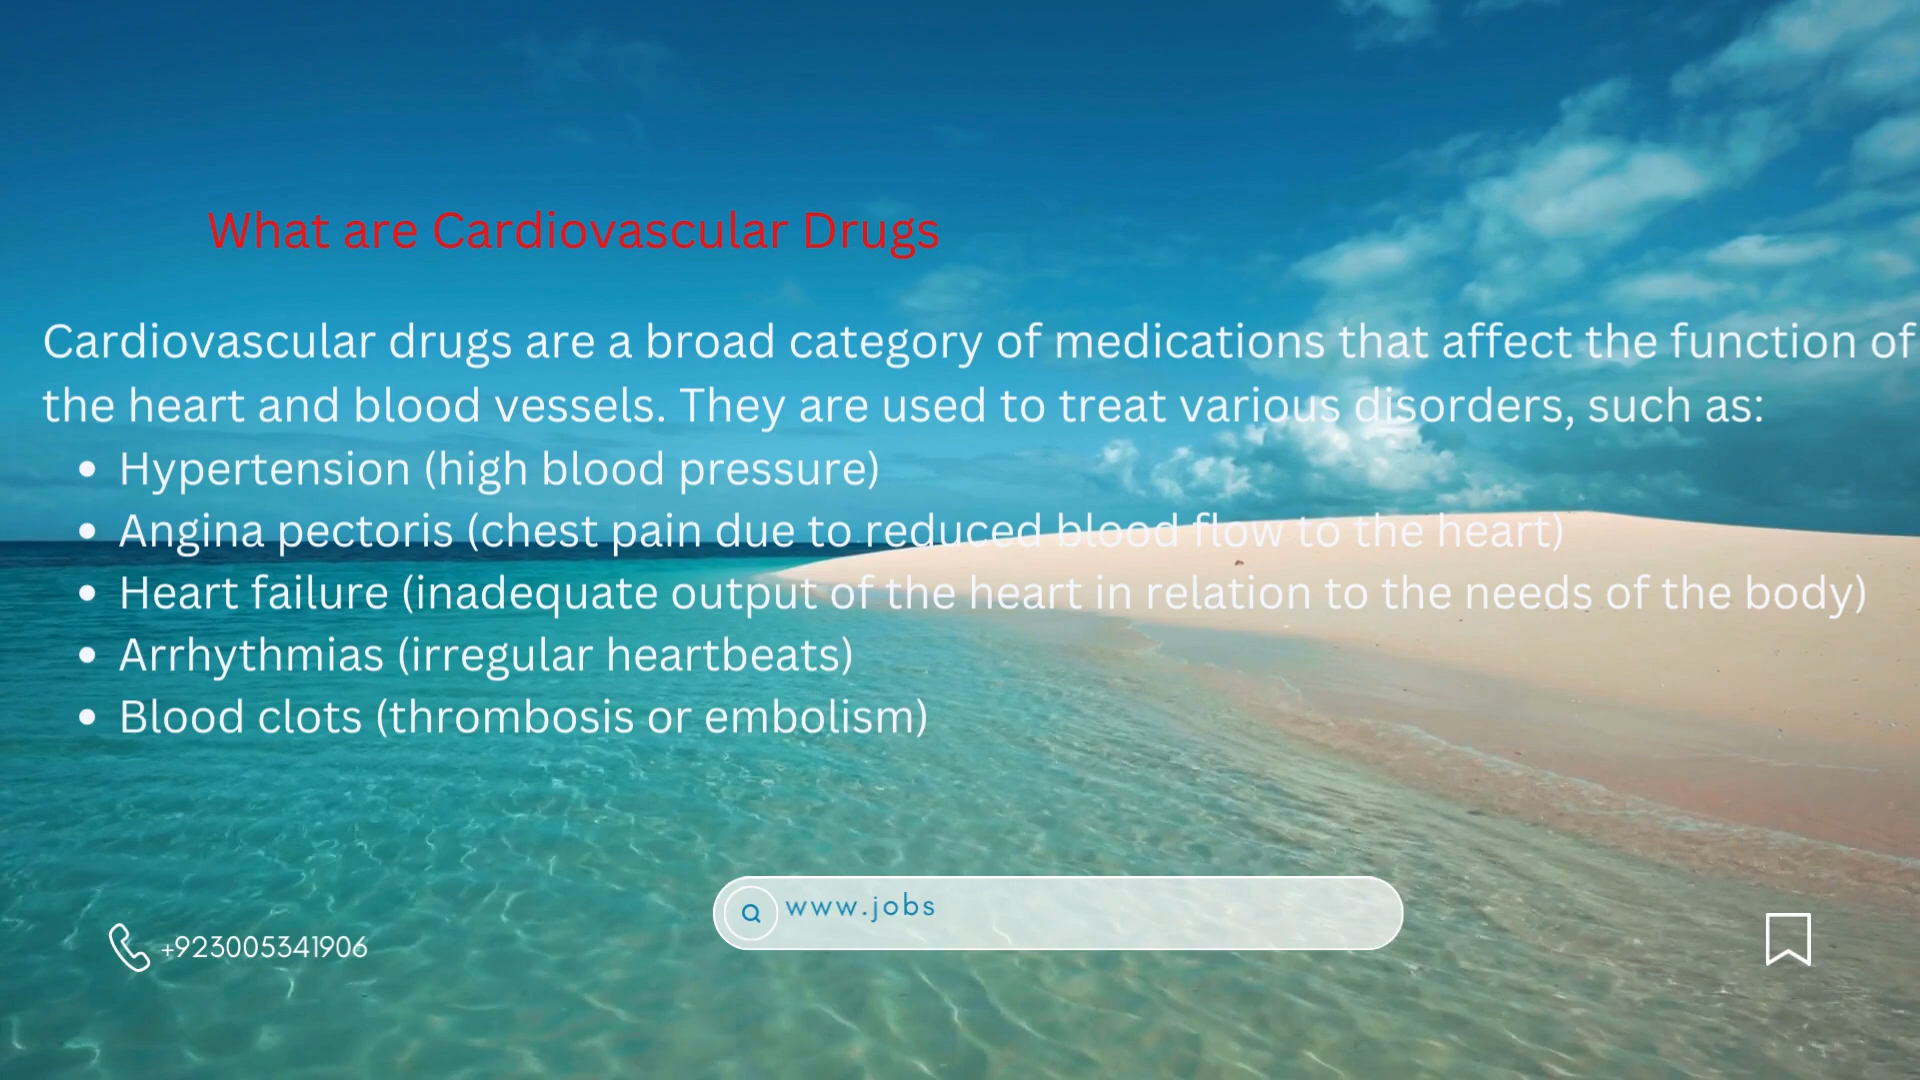 What are Cardiovascular Drugs
Cardiovascular drugs are a broad category of medications that affect the function of
the heart and blood vessels. They are used to treat various disorders, such as:
• Hypertension (high blood pressure)
• Angina pectoris (chest pain due to reduced blood flow to the heart)
• Heart failure (inadequate output of the heart in relation to the needs of the body)
• Arrhythmias (irregular heartbeats)
• Blood clots (thrombosis or embolism)
www.jobs
+923005341906